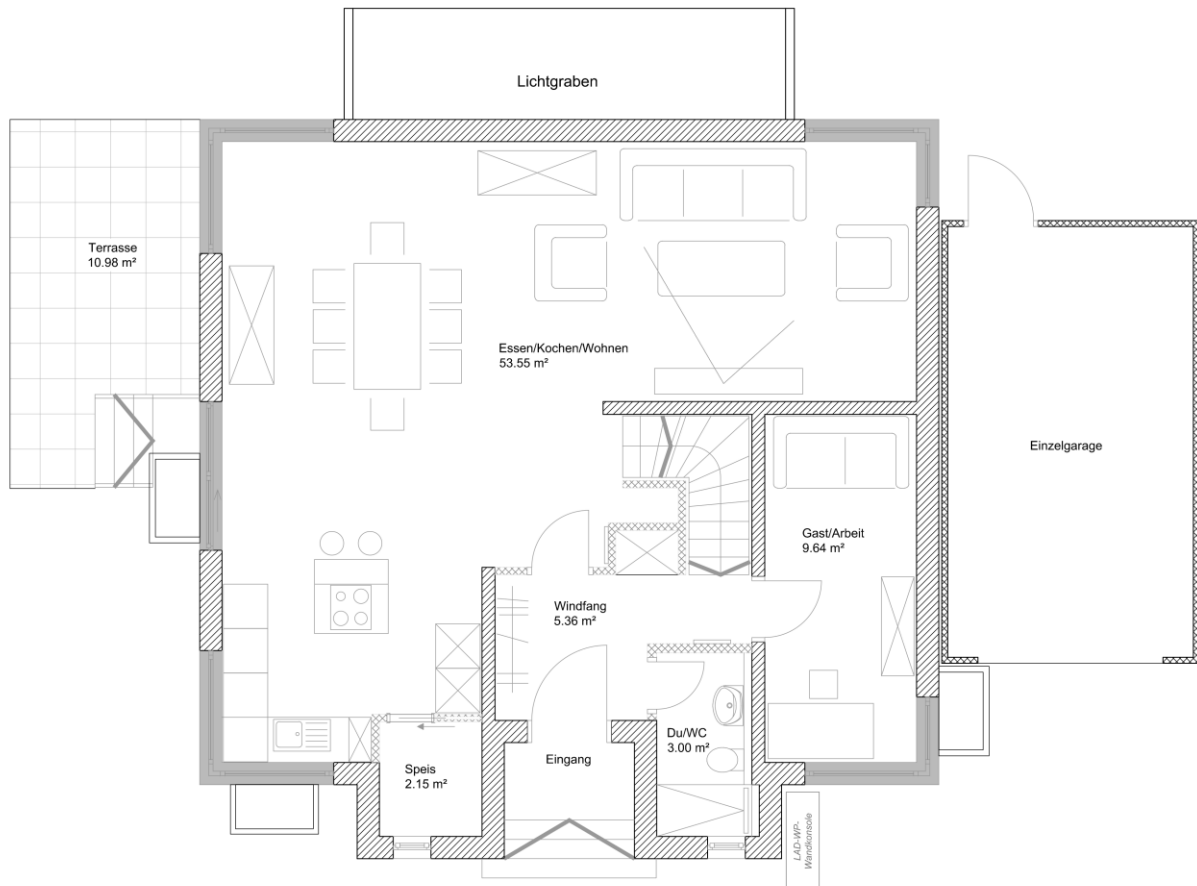 Lichtgraben
Terrasse
10.98 m²
Essen/Kochen/Wohnen
53.55 m²
Einzelgarage
Gast/Arbeit
9.64 m²
Windfang
5.36 m²
Du/WC
3.00 m²
Eingang
Speis
2.15 m²
LAD-WP-
Wandkonsole